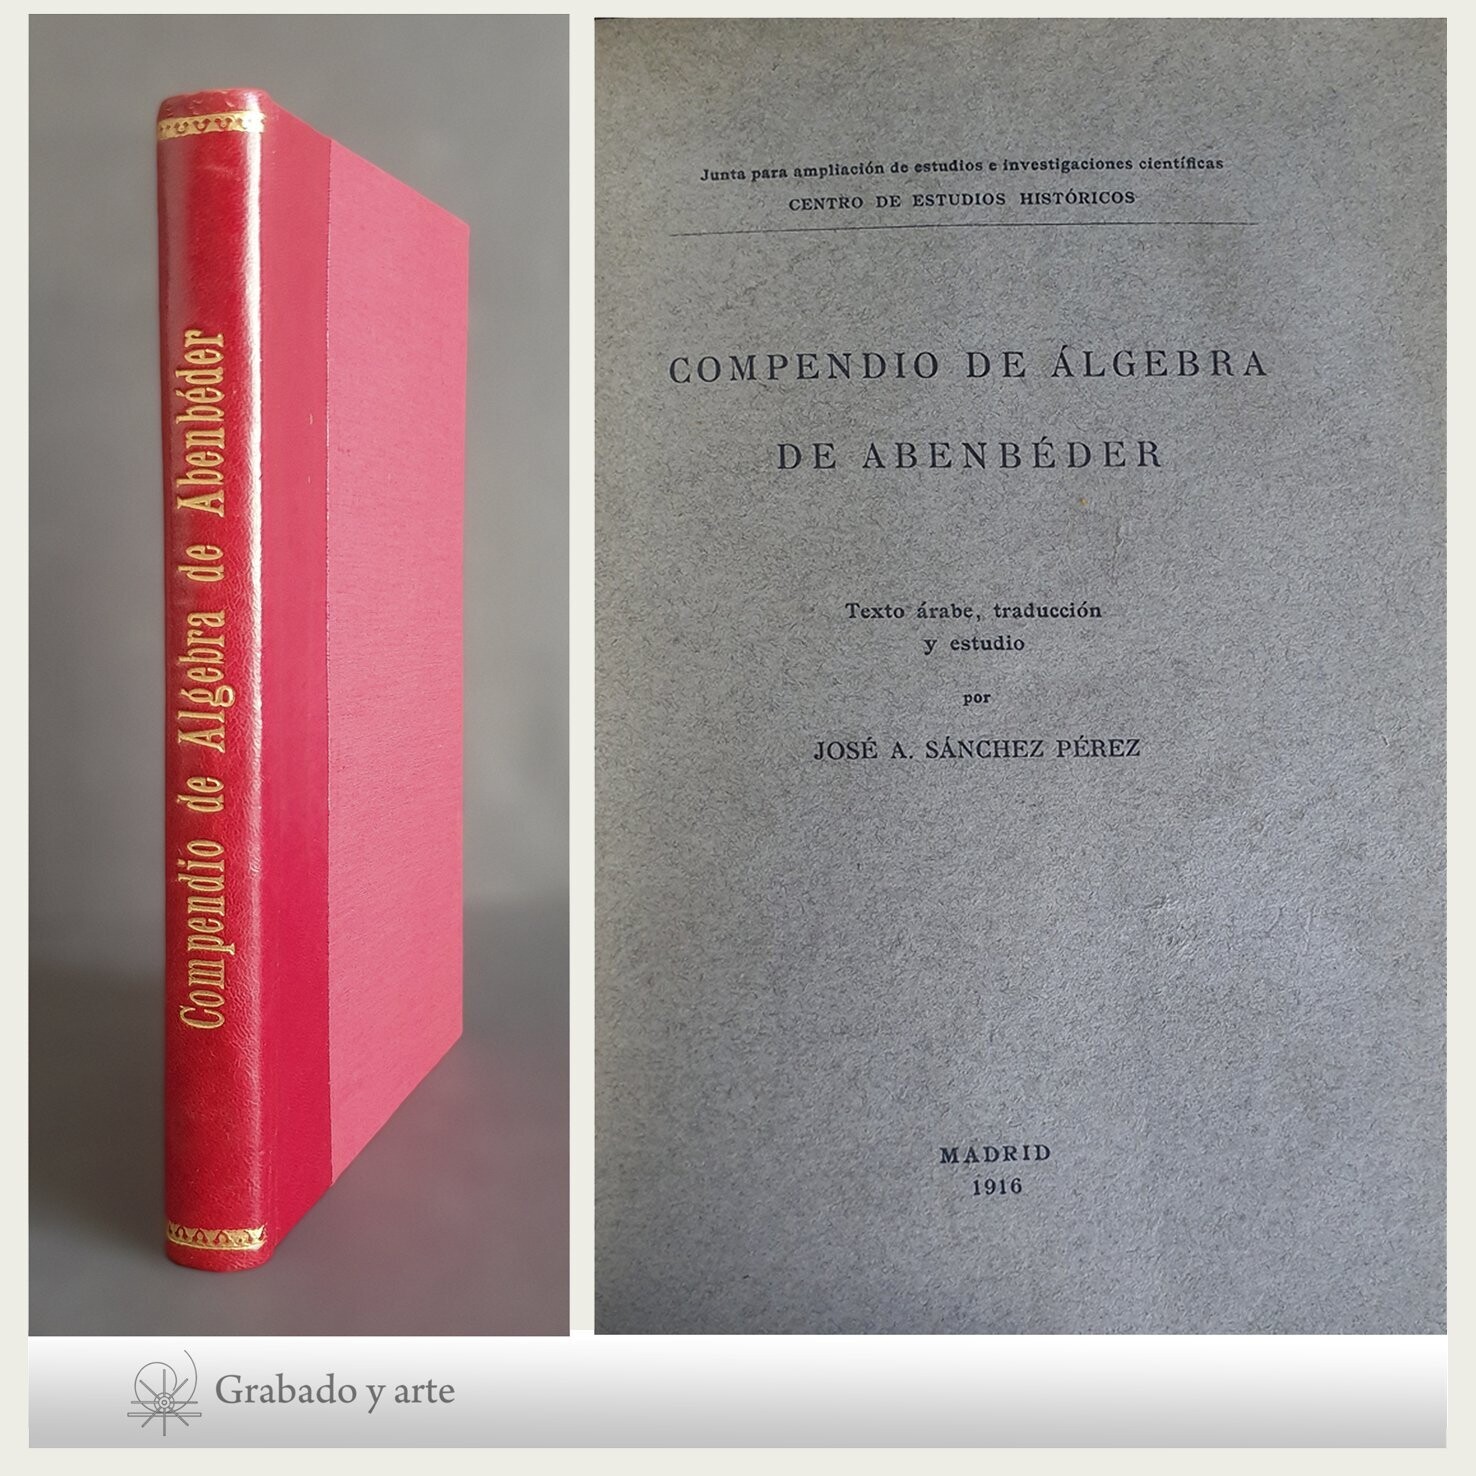 Compendio de Algebra de Abenbéder
Junta para ampliación de estudios e investigaciones científicas
CENTRO DE ESTUDIOS HISTÓRICOS
COMPENDIO DE ÁLGEBRA
DE ABENBÉDER
Texto árabe, traducción
y estudio
por
JOSÉ A. SÁNCHEZ PÉREZ
MADRID
1916
Grabado y arte